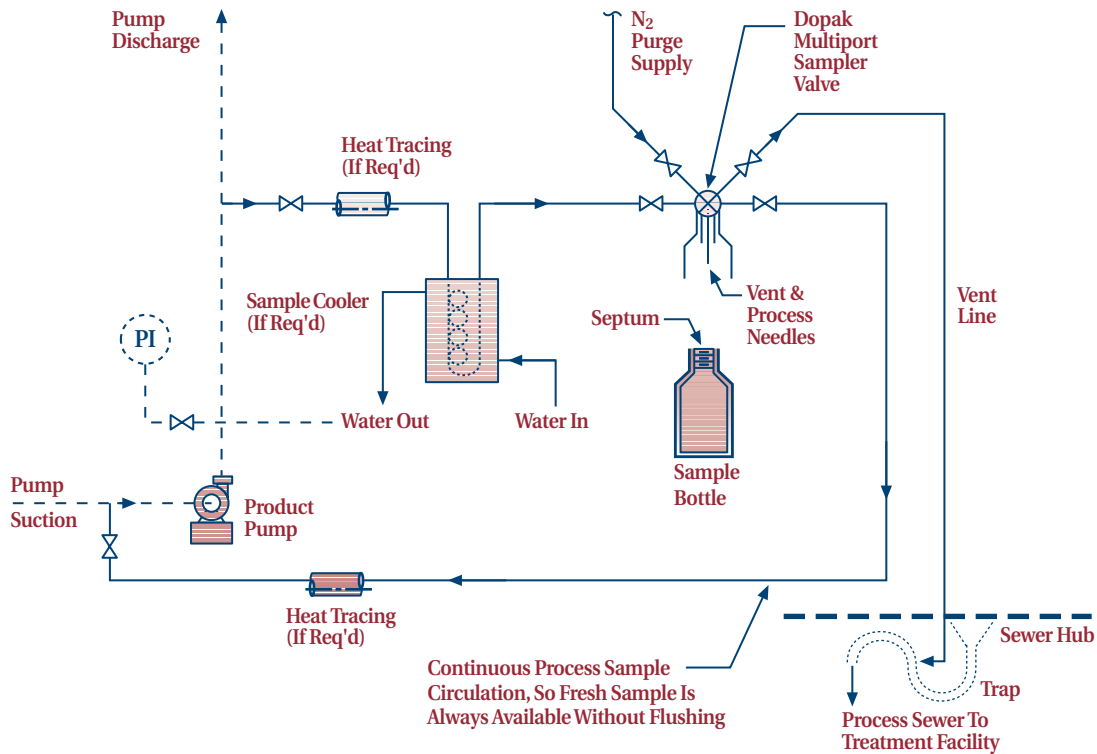 Pump
Discharge
N2
Purge
Supply
Dopak
Multiport
Sampler
Valve
Heat Tracing
(If Req'd)
Sample Cooler
(If Req'd)
PI
Water Out
Water In
Septum
Vent &
Process
Needles
Vent
Line
Sample
Bottle
Pump
Suction
Product
Pump
Heat Tracing
(If Req'd)
Continuous Process Sample
Circulation, So Fresh Sample Is
Always Available Without Flushing
Sewer Hub
Trap
Process Sewer To
Treatment Facility